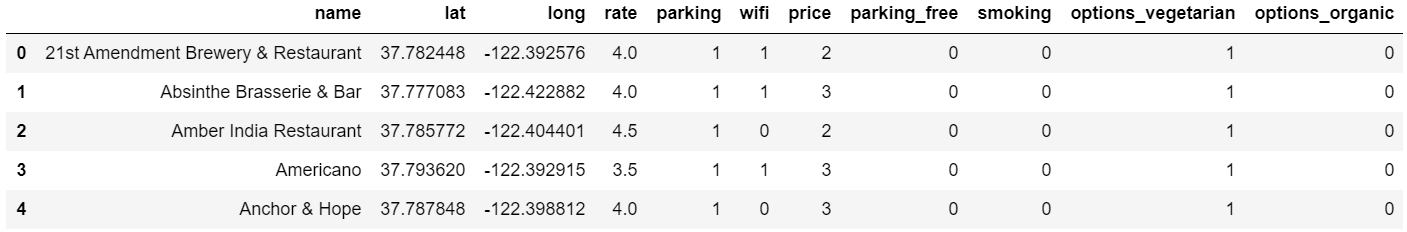 name lat long rate parking wifi price parking_free smoking options_vegetarian options_organic
0 21st Amendment Brewery & Restaurant 37.782448 -122.392576 4.0 1 1 2 0 0 1 0
1 Absinthe Brasserie & Bar 37.777083 -122.422882 4.0 1 1 3 0 0 1 0
2 Amber India Restaurant 37.785772 -122.404401 4.5 1 0 2 0 0 1 0
3 Americano 37.793620 -122.392915 3.5 1 1 3 0 0 1 0
4 Anchor & Hope 37.787848 -122.398812 4.0 1 0 3 0 0 1 0